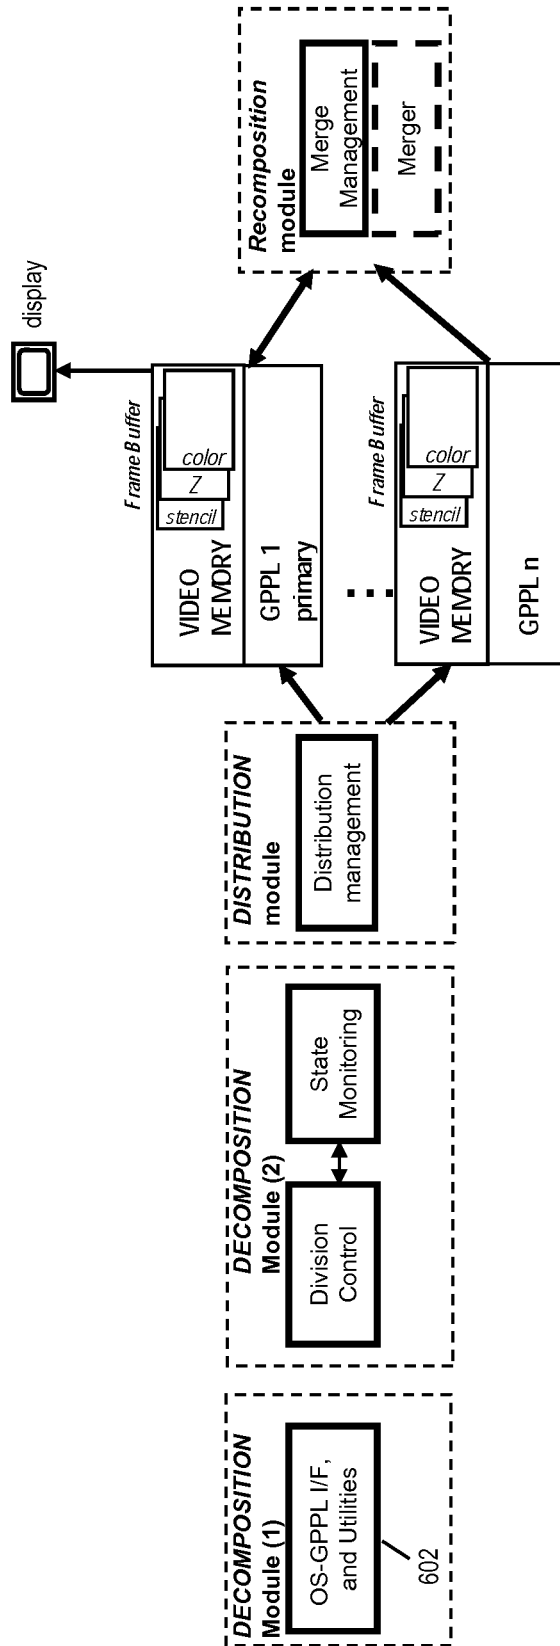 DECOMPOSITION
Module (1)
OS-GPPL I/F,
and Utilities
602
DECOMPOSITION
Module (2)
Division
Control
State
Monitoring
DISTRIBUTION
module
Distribution
management
Frame Buffer
stencil
Z
color
VIDEO
MEMORY
GPPL 1
primary
...
Frame Buffer
stencil
Z
color
VIDEO
MEMORY
GPPL n
display
Recomposition
module
Merge
Management
Merger